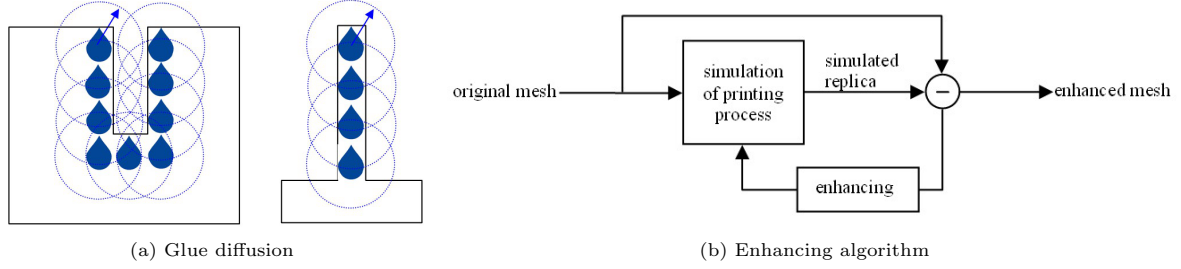 original mesh
simulation
of printing
process
simulated
replica
−
enhanced mesh
enhancing
(a) Glue diffusion
(b) Enhancing algorithm